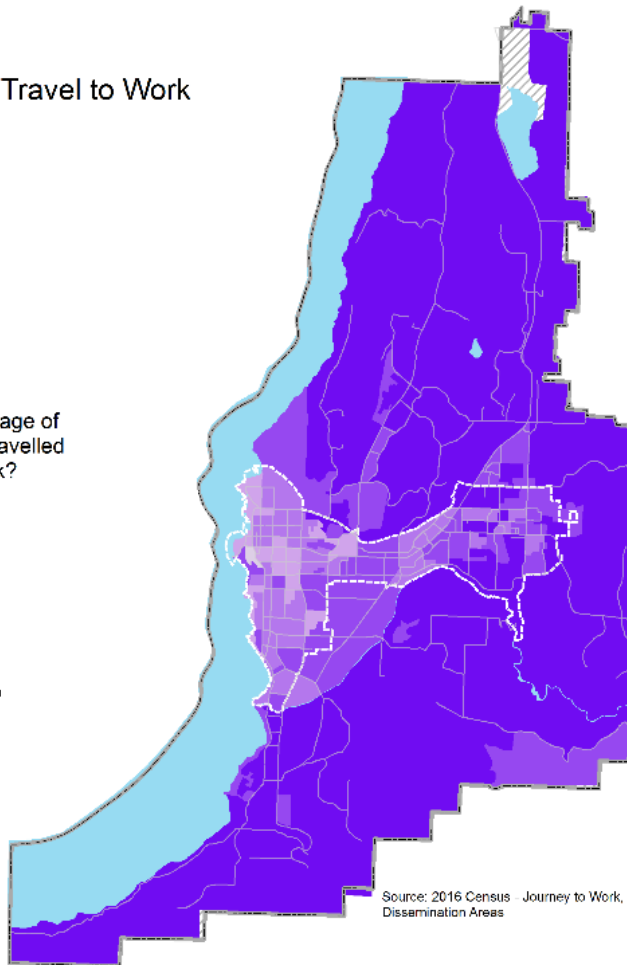 Travel to Work
age of
avelled
k?
Source: 2016 Census - Journey to Work,
Dissemination Areas